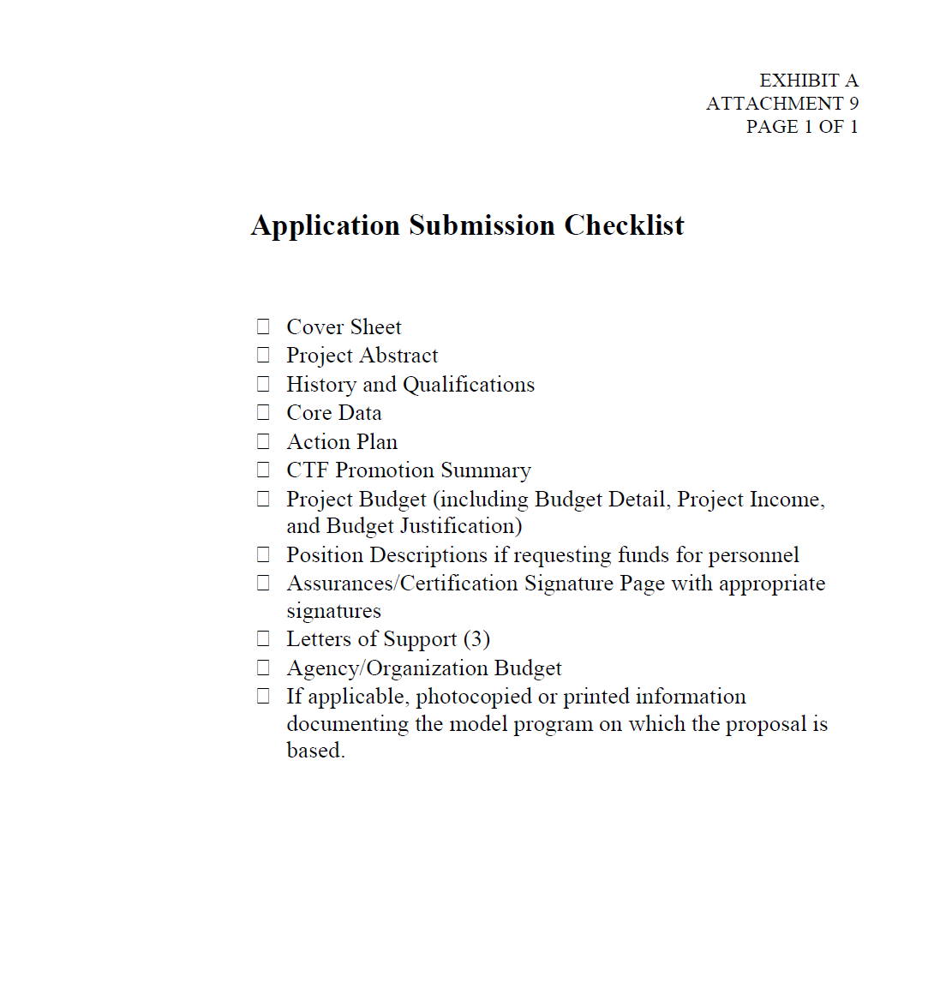 EXHIBIT A
ATTACHMENT 9
PAGE 1 OF 1
Application Submission Checklist
☐ Cover Sheet
☐ Project Abstract
☐ History and Qualifications
☐ Core Data
☐ Action Plan
☐ CTF Promotion Summary
☐ Project Budget (including Budget Detail, Project Income,
and Budget Justification)
☐ Position Descriptions if requesting funds for personnel
☐ Assurances/Certification Signature Page with appropriate
signatures
☐ Letters of Support (3)
☐ Agency/Organization Budget
☐ If applicable, photocopied or printed information
documenting the model program on which the proposal is
based.